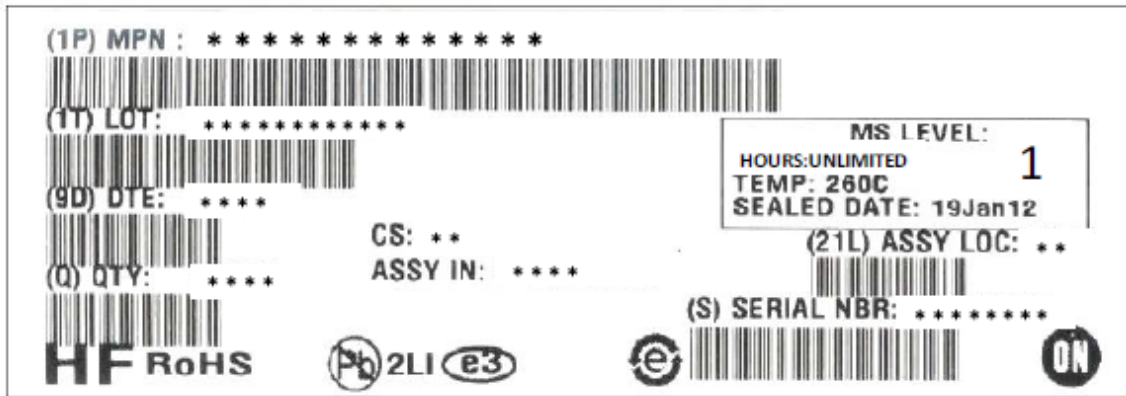 (1P) MPN : * * * * * * * * * * * * *
(1T) LOT: * * * * * * * * * * *
MS LEVEL:
HOURS:UNLIMITED 1
TEMP: 260C
SEALED DATE: 19Jan12
(9D) DTE: * * * *
CS: * *
(21L) ASSY LOC: * *
(Q) QTY: * * * *
ASSY IN: * * * *
(S) SERIAL NBR: * * * * * * * *
HF RoHS
Pb 2LI e3
e
ON